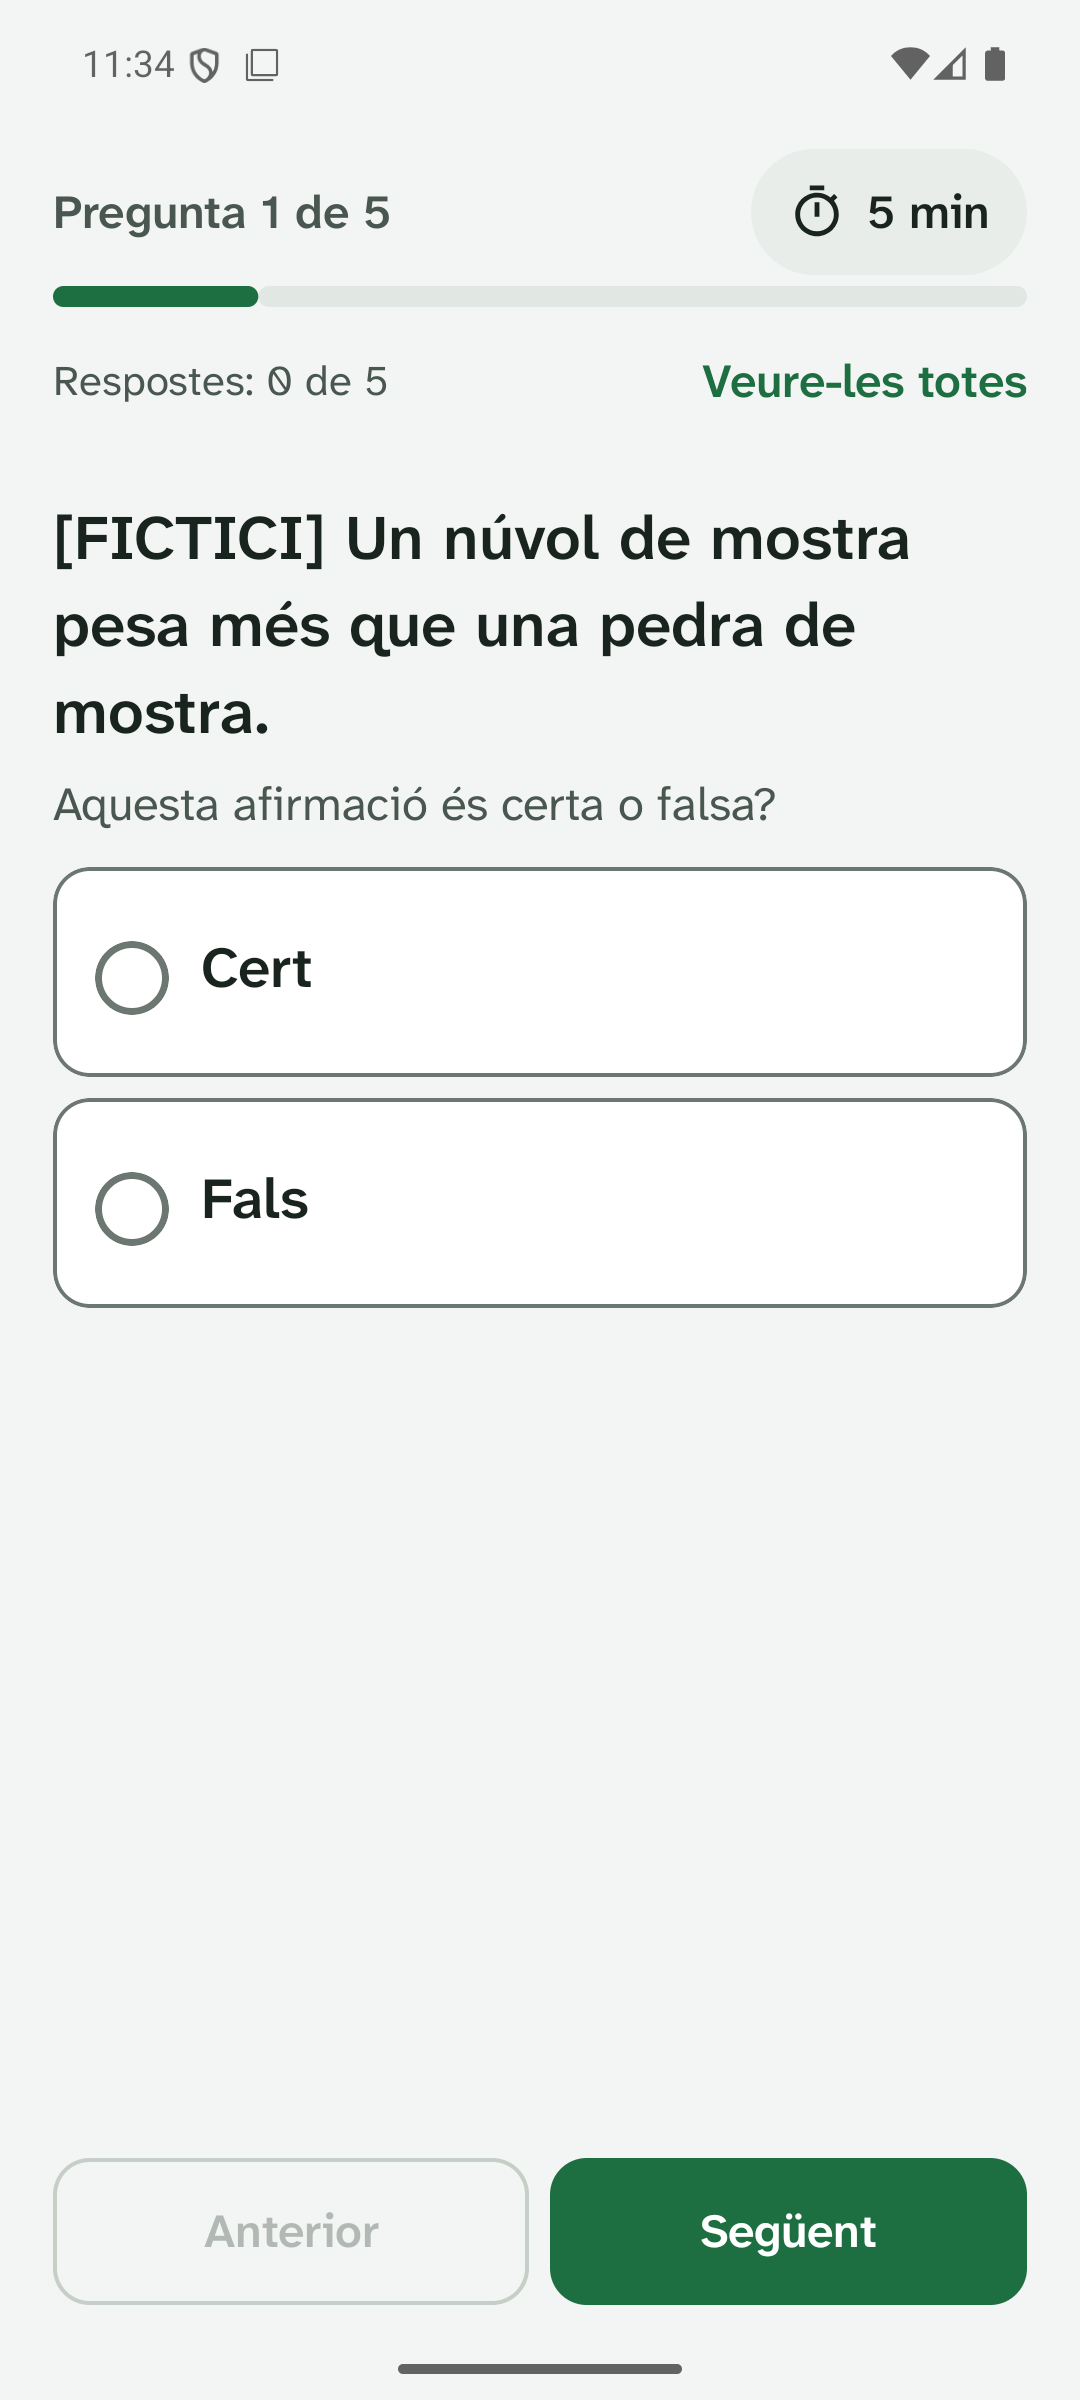 11:34
Pregunta 1 de 5
5 min
Respostes: 0 de 5
Veure-les totes
[FICTICI] Un núvol de mostra
pesa més que una pedra de
mostra.
Aquesta afirmació és certa o falsa?
Cert
Fals
Anterior
Següent